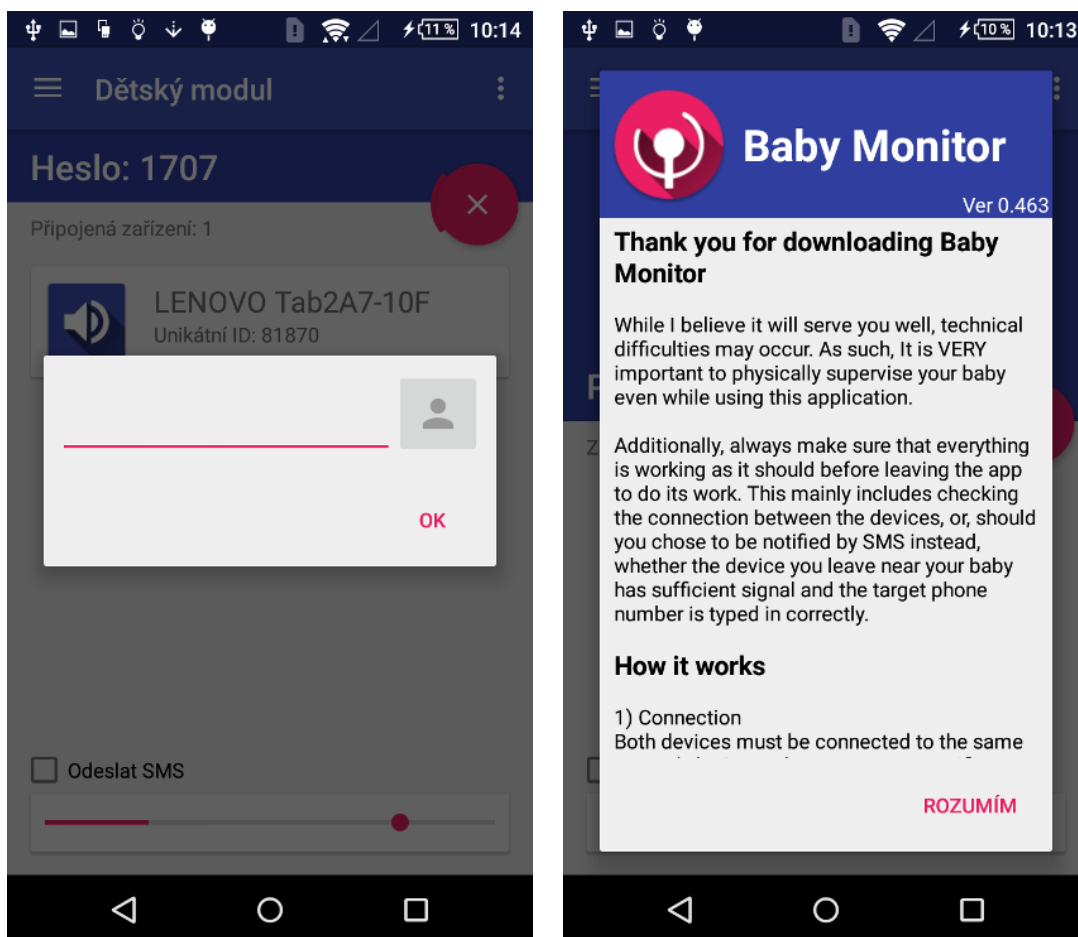 11 %
10:14
Dětský modul
Heslo: 1707
Připojená zařízení: 1
LENOVO Tab2A7-10F
Unikátní ID: 81870
OK
Odeslat SMS
10 %
10:13
Baby Monitor
Ver 0.463
Thank you for downloading Baby
Monitor
While I believe it will serve you well, technical
difficulties may occur. As such, It is VERY
important to physically supervise your baby
even while using this application.
Additionally, always make sure that everything
is working as it should before leaving the app
to do its work. This mainly includes checking
the connection between the devices, or, should
you chose to be notified by SMS instead,
whether the device you leave near your baby
has sufficient signal and the target phone
number is typed in correctly.
How it works
1) Connection
Both devices must be connected to the same
ROZUMÍM